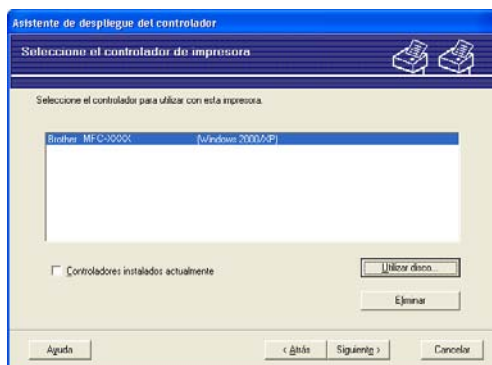 Asistente de despliegue del controlador
Seleccione el controlador de impresora
Seleccione el controlador para utilizar con esta impresora.
Brother MFC-XXXX (Windows 2000/XP)
Controladores instalados actualmente
Utilizar disco...
Eliminar
Ayuda
< Atrás
Siguiente >
Cancelar